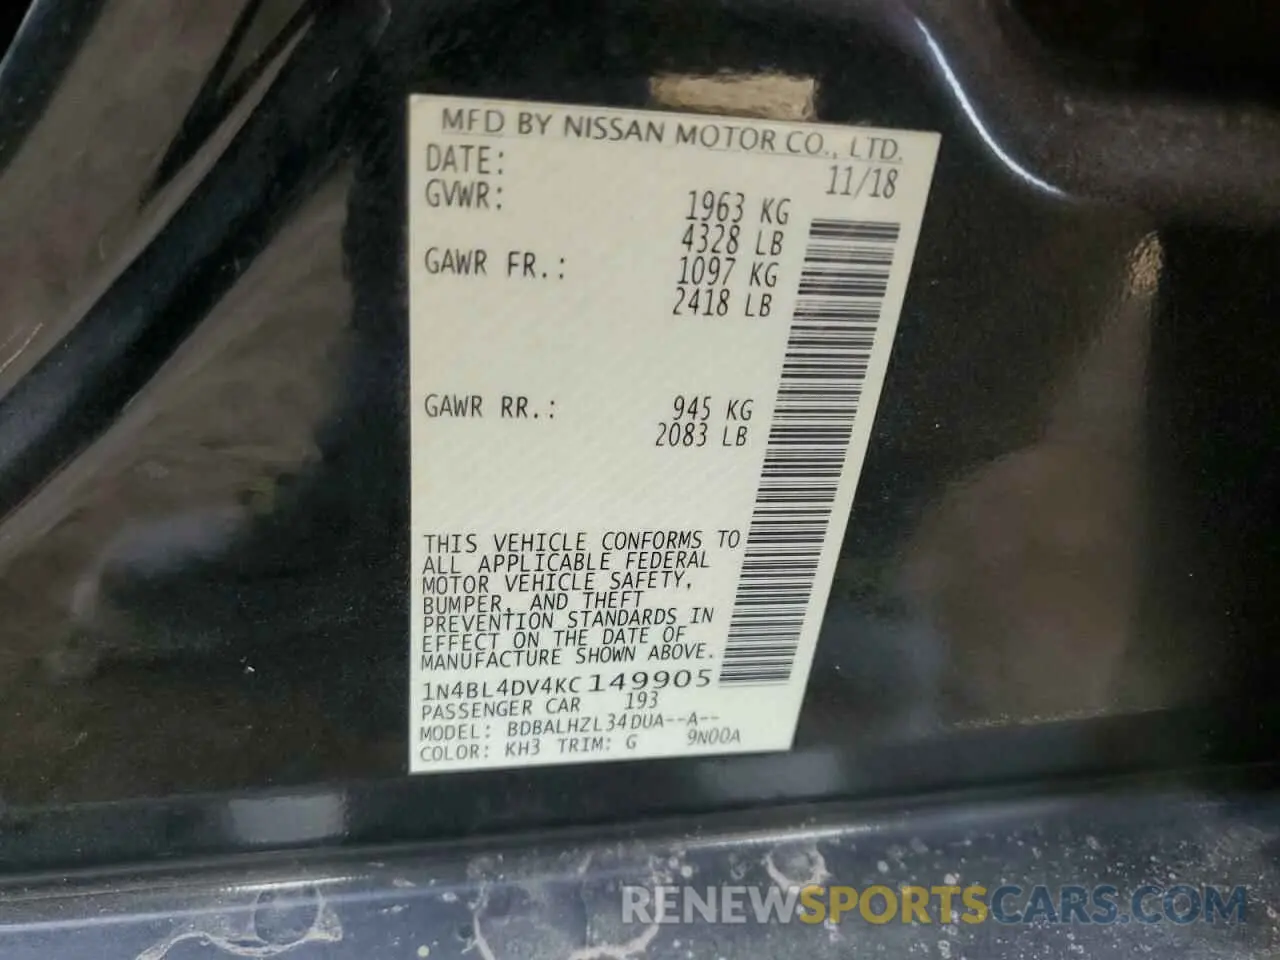 MFD BY NISSAN MOTOR CO., LTD.
DATE: 11/18
GVWR: 1963 KG
4328 LB
GAWR FR.: 1097 KG
2418 LB
GAWR RR.: 945 KG
2083 LB
THIS VEHICLE CONFORMS TO
ALL APPLICABLE FEDERAL
MOTOR VEHICLE SAFETY,
BUMPER, AND THEFT
PREVENTION STANDARDS IN
EFFECT ON THE DATE OF
MANUFACTURE SHOWN ABOVE.
1N4BL4DV4KC149905
PASSENGER CAR 193
MODEL: BDBALHZL34DUA--A--
COLOR: KH3 TRIM: G 9N00A
RENEWSPORTSCARS.COM